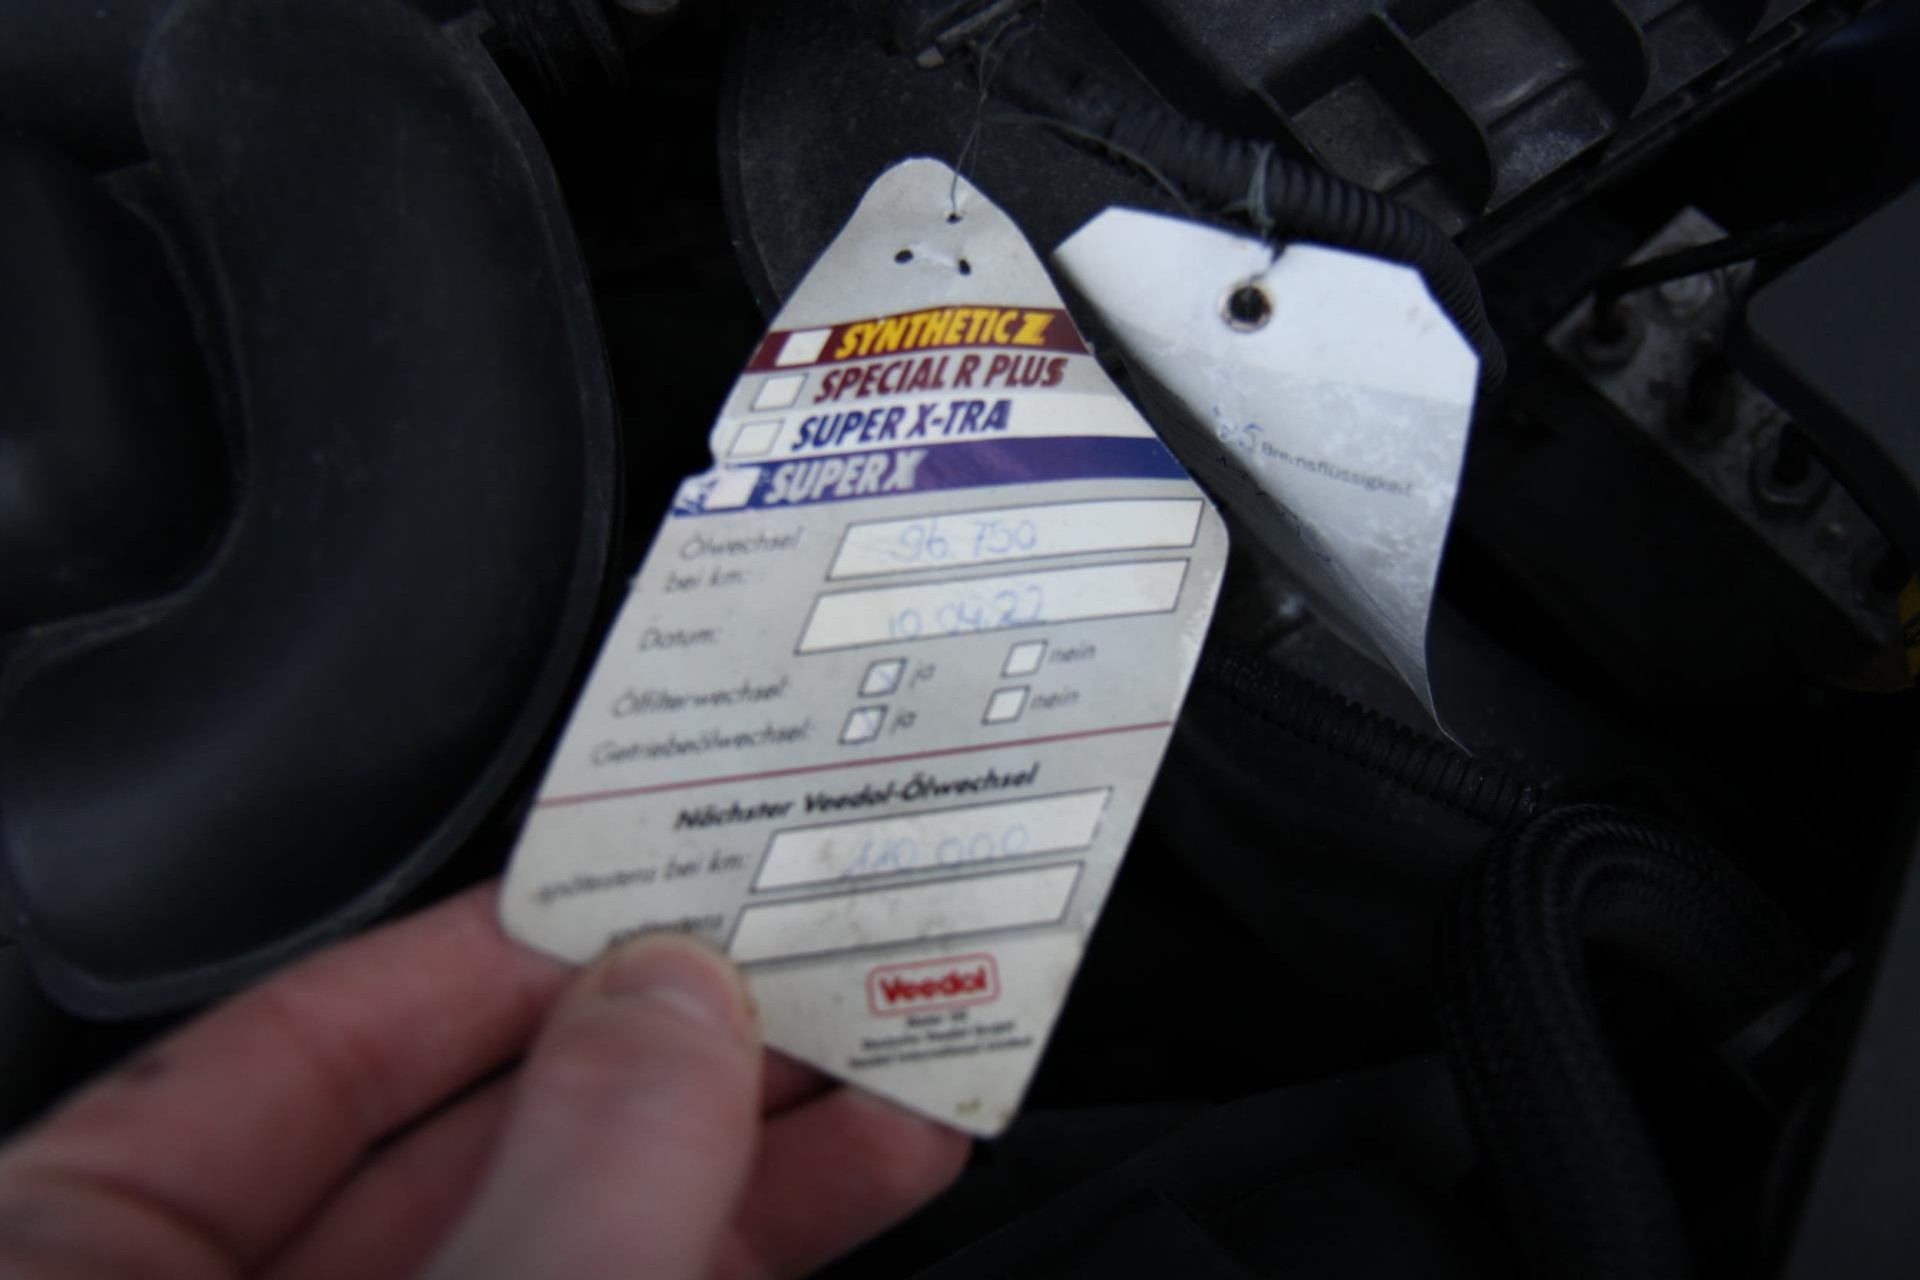 SYNTHETIC Z
SPECIAL R PLUS
SUPER X-TRA
SUPER X
Ölwechsel
bei km: 96.750
Datum: 10.04.22
Ölfilterwechsel: ja nein
Getriebeölwechsel: ja nein
Nächster Veedol-Ölwechsel
spätestens bei km: 110.000
spätestens
Veedol
Bremsflüssigkeit